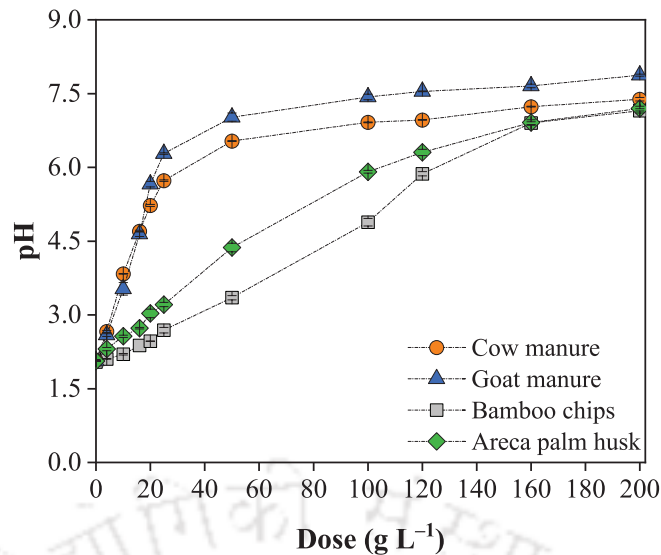 9.0
7.5
6.0
4.5
3.0
1.5
0.0
pH
Cow manure
Goat manure
Bamboo chips
Areca palm husk
0 20 40 60 80 100 120 140 160 180 200
Dose (g L⁻¹)